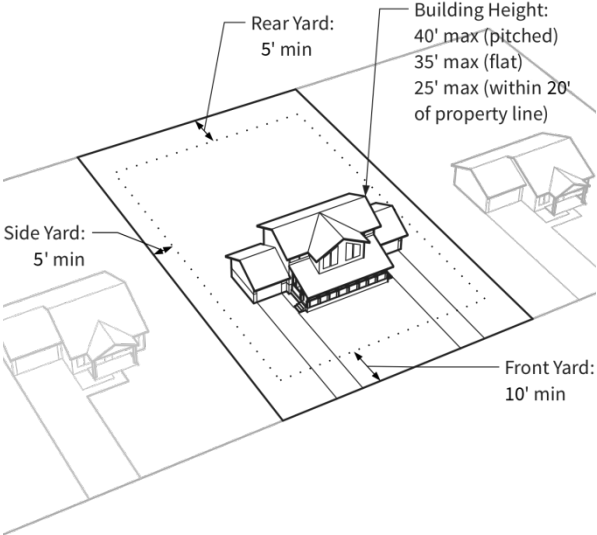 Rear Yard:
5' min
Building Height:
40' max (pitched)
35' max (flat)
25' max (within 20'
of property line)
Side Yard:
5' min
Front Yard:
10' min